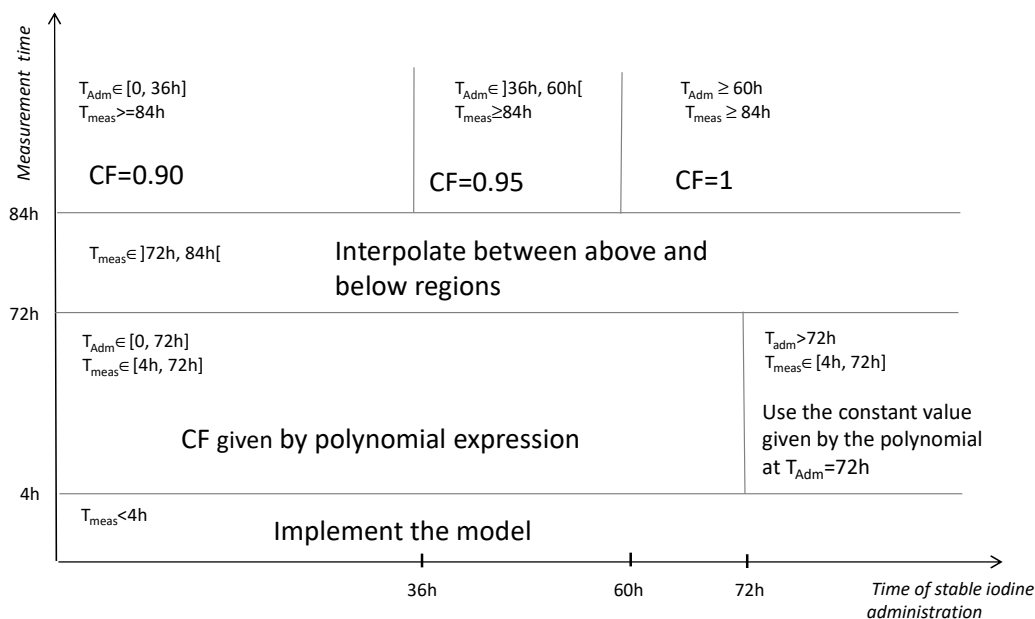 Measurement time
T_Adm ∈ [0, 36h]
T_meas>=84h
CF=0.90
T_Adm ∈ ]36h, 60h[
T_meas≥84h
CF=0.95
T_Adm ≥ 60h
T_meas ≥ 84h
CF=1
84h
T_meas ∈ ]72h, 84h[
Interpolate between above and
below regions
72h
T_Adm ∈ [0, 72h]
T_meas ∈ [4h, 72h]
CF given by polynomial expression
T_adm>72h
T_meas ∈ [4h, 72h]
Use the constant value
given by the polynomial
at T_Adm=72h
4h
T_meas<4h
Implement the model
36h
60h
72h
Time of stable iodine
administration